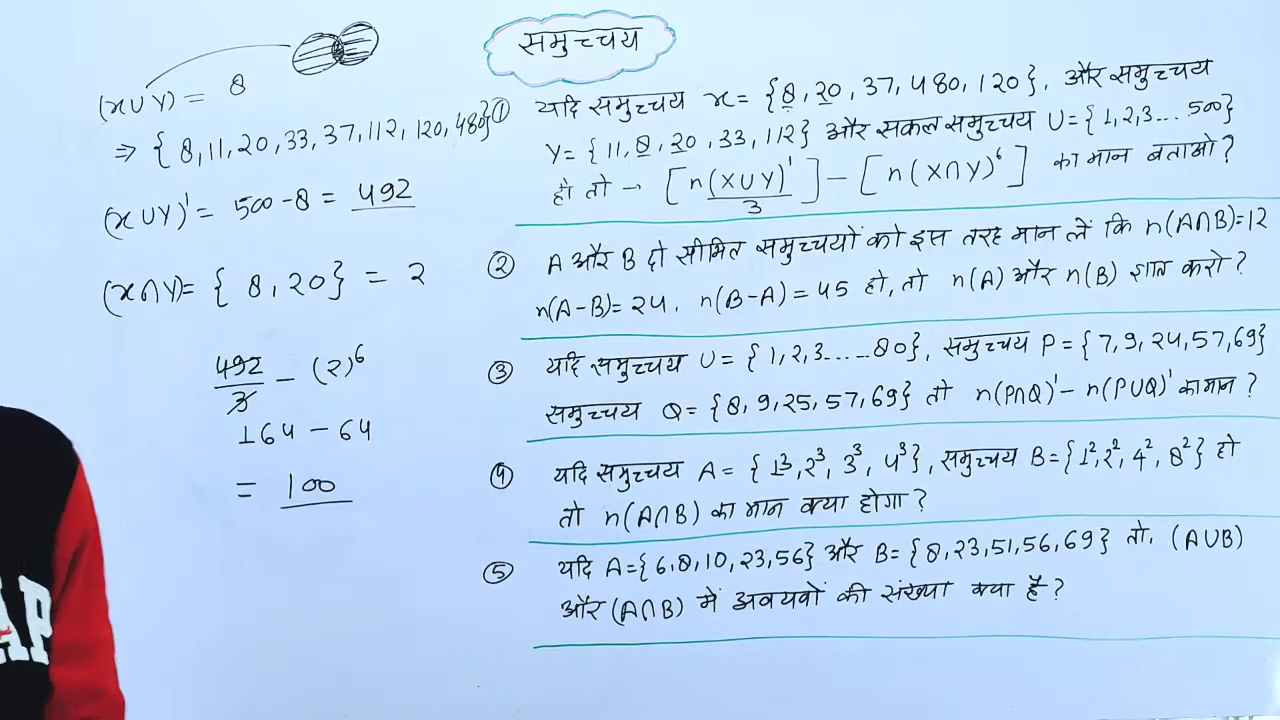 समुच्चय
(x∪Y) = 8
⇒ {8,11,20,33,37,112,120,480}
(x∪Y)' = 500-8 = 492
(x∩Y)= {8,20} = 2
492/3 - (2)^6
164 - 64
= 100
① यदि समुच्चय x= {8,20,37,480,120}, और समुच्चय
Y= {11,8,20,33,112} और सकल समुच्चय U={1,2,3...500}
हो तो → [n(X∪Y)'/3] - [n(X∩Y)^6] का मान बताओ?
② A और B दो सीमित समुच्चयों को इस तरह मान लें कि n(A∩B)=12
n(A-B)=24, n(B-A)=45 हो, तो n(A) और n(B) ज्ञात करो?
③ यदि समुच्चय U={1,2,3.....80}, समुच्चय P={7,9,24,57,69}
समुच्चय Q={8,9,25,57,69} तो n(P∩Q)'-n(P∪Q)' का मान?
④ यदि समुच्चय A= {1³,2³,3³,4³}, समुच्चय B={1²,2²,4²,8²} हो
तो n(A∩B) का मान क्या होगा?
⑤ यदि A={6,8,10,23,56} और B={8,23,51,56,69} तो, (A∪B)
और (A∩B) में अवयवों की संख्या क्या है?
AP